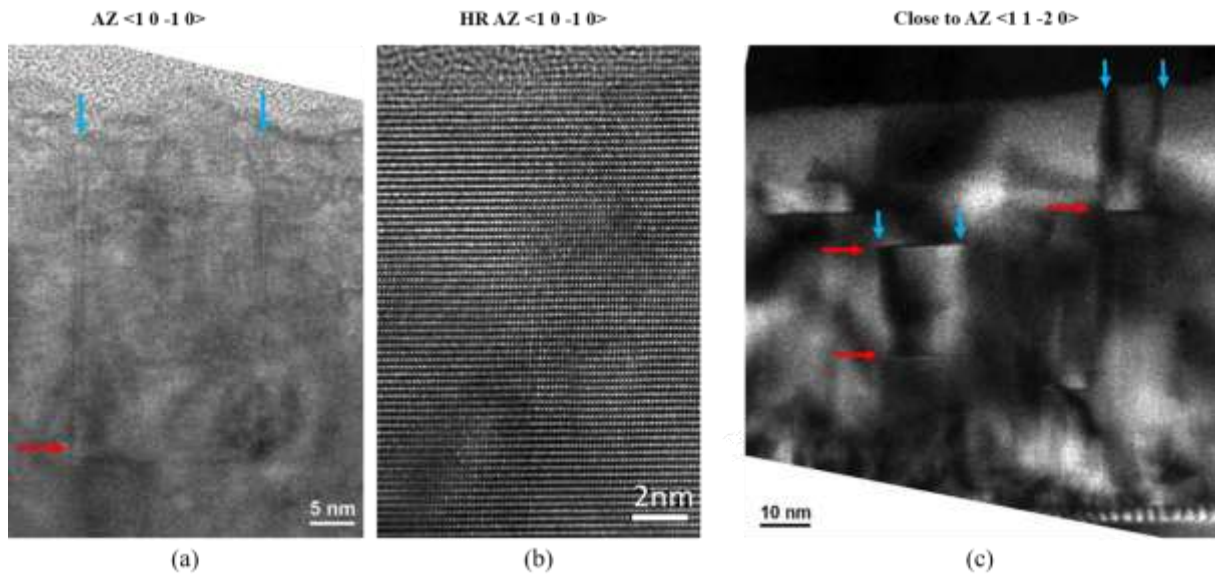 AZ <1 0 -1 0>
HR AZ <1 0 -1 0>
Close to AZ <1 1 -2 0>
5 nm
2nm
10 nm
(a)
(b)
(c)